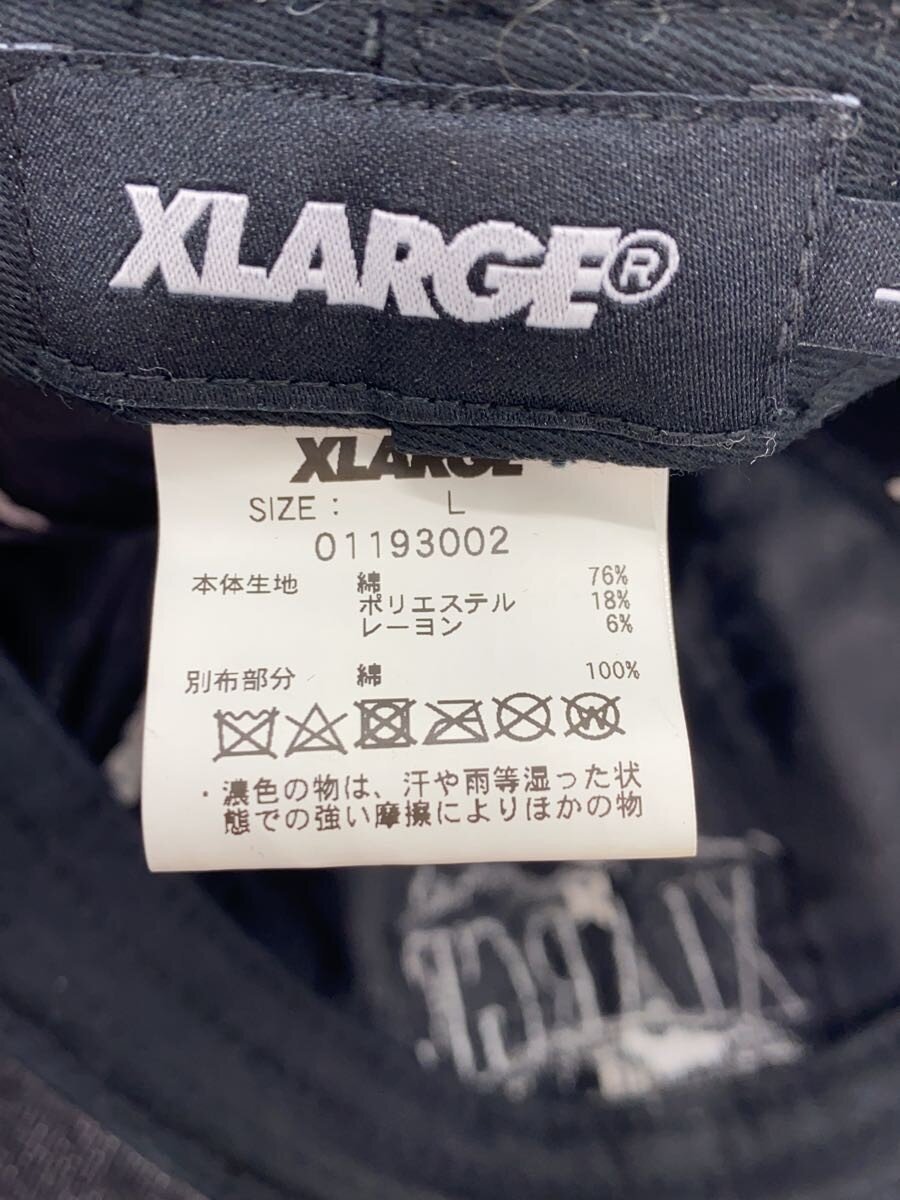 XLARGE®
XLARGE
SIZE : L
01193002
本体生地 綿 76%
ポリエステル 18%
レーヨン 6%
別布部分 綿 100%
・濃色の物は、汗や雨等湿った状
態での強い摩擦によりほかの物